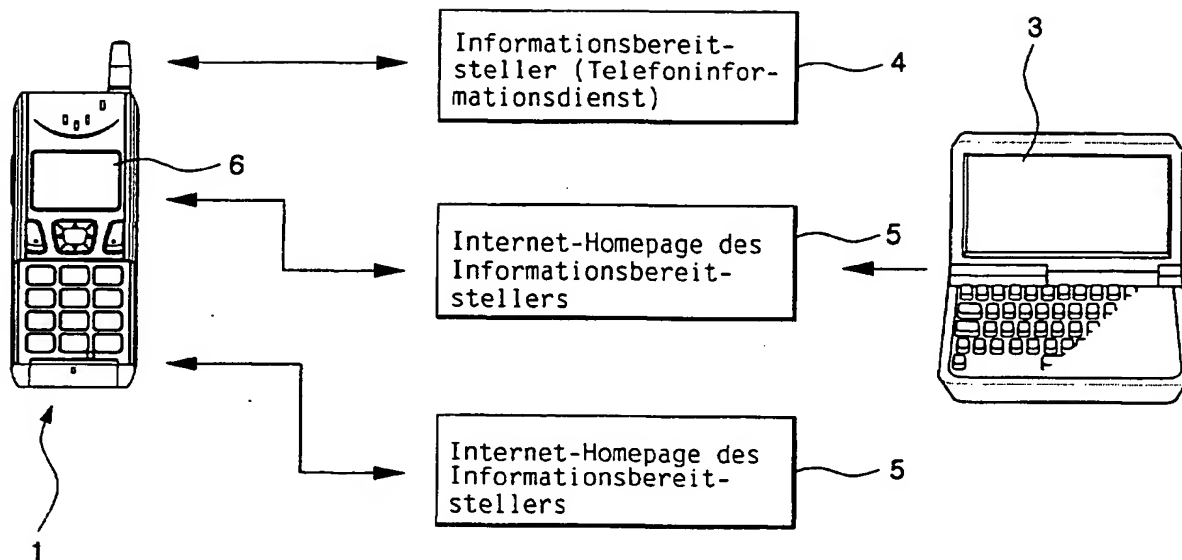 Informationsbereit-
steller (Telefoninfor-
mationsdienst)
4
3
6
Internet-Homepage des
Informationsbereit-
stellers
5
Internet-Homepage des
Informationsbereit-
stellers
5
1